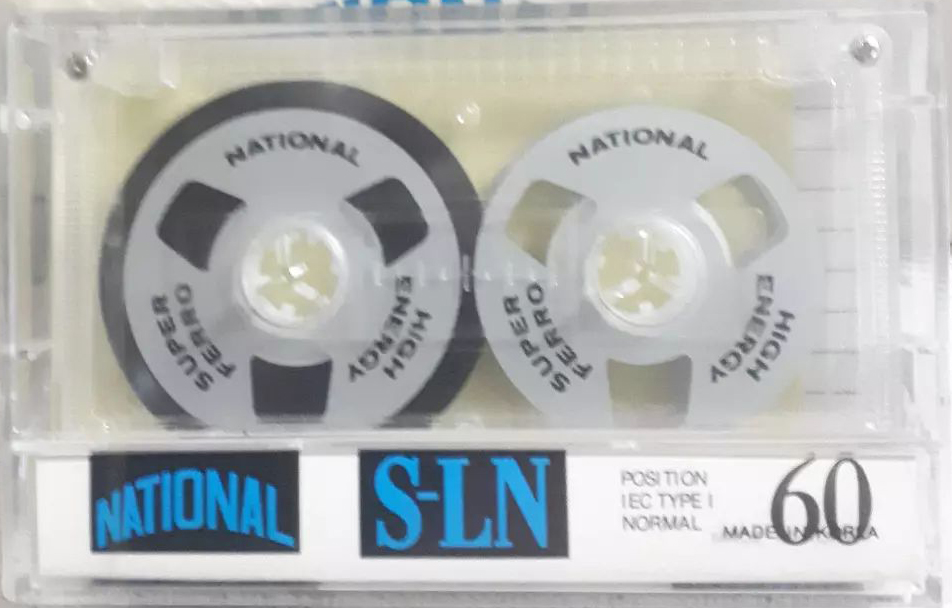 NATIONAL
SUPER
FERRO
HIGH
ENERGY
NATIONAL
SUPER
FERRO
HIGH
ENERGY
NATIONAL
S-LN
POSITION
IEC TYPE I
NORMAL
60
MADE IN KOREA